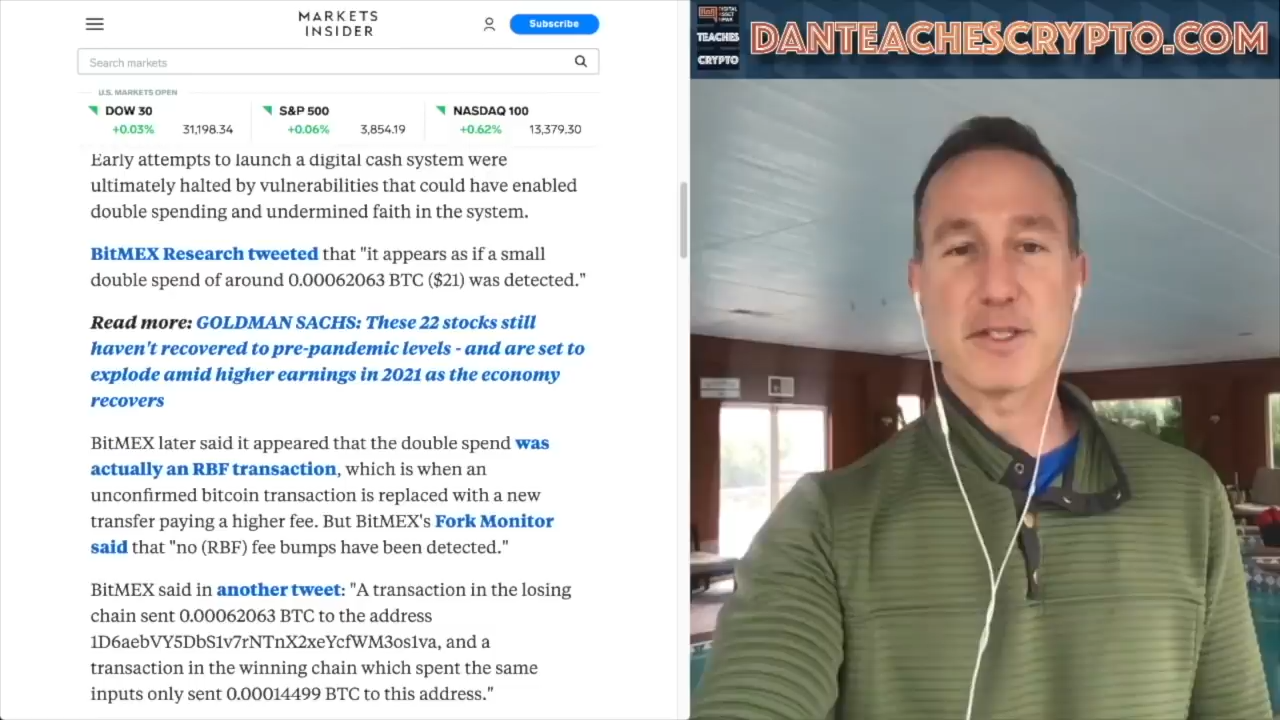 MARKETS
INSIDER
Subscribe
Search markets
U.S. MARKETS OPEN
DOW 30
+0.03% 31,198.34
S&P 500
+0.06% 3,854.19
NASDAQ 100
+0.62% 13,379.30
Early attempts to launch a digital cash system were
ultimately halted by vulnerabilities that could have enabled
double spending and undermined faith in the system.
BitMEX Research tweeted that "it appears as if a small
double spend of around 0.00062063 BTC ($21) was detected."
Read more: GOLDMAN SACHS: These 22 stocks still
haven't recovered to pre-pandemic levels - and are set to
explode amid higher earnings in 2021 as the economy
recovers
BitMEX later said it appeared that the double spend was
actually an RBF transaction, which is when an
unconfirmed bitcoin transaction is replaced with a new
transfer paying a higher fee. But BitMEX's Fork Monitor
said that "no (RBF) fee bumps have been detected."
BitMEX said in another tweet: "A transaction in the losing
chain sent 0.00062063 BTC to the address
1D6aebVY5DbS1v7rNTnX2xeYcfWM3os1va, and a
transaction in the winning chain which spent the same
inputs only sent 0.00014499 BTC to this address."
DIGITAL
ASSET
TEACHES
CRYPTO
DANTEACHESCRYPTO.COM